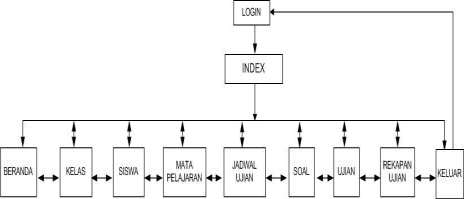 LOGIN
INDEX
BERANDA
KELAS
SISWA
MATA
PELAJARAN
JADWAL
UJIAN
SOAL
UJIAN
REKAPAN
UJIAN
KELUAR